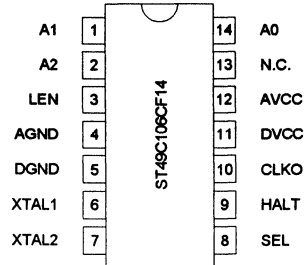 A1 1 14 A0
A2 2 13 N.C.
LEN 3 12 AVCC
AGND 4 11 DVCC
DGND 5 10 CLKO
XTAL1 6 9 HALT
XTAL2 7 8 SEL
ST49C106CF14